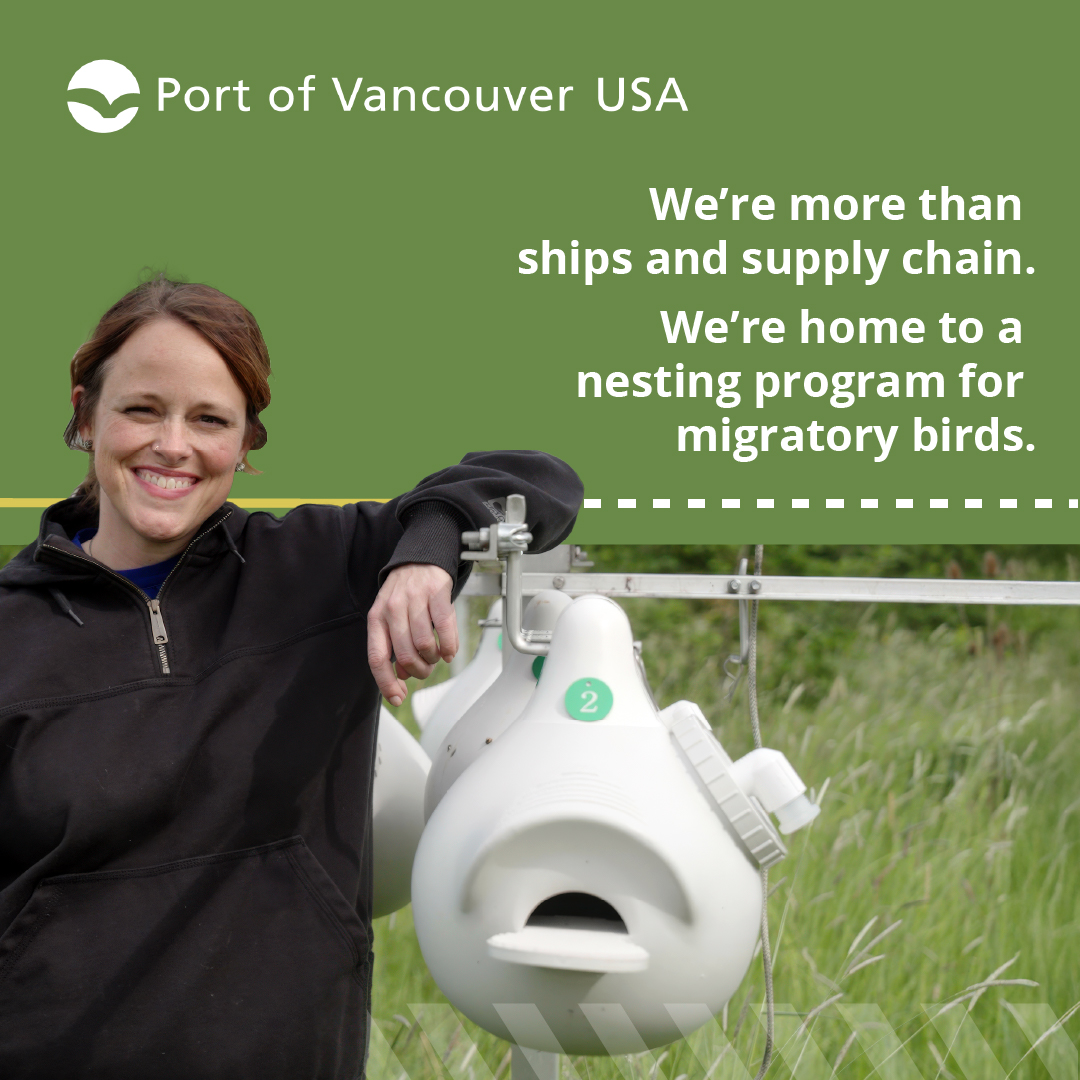 Port of Vancouver USA
We’re more than
ships and supply chain.
We’re home to a
nesting program for
migratory birds.
2